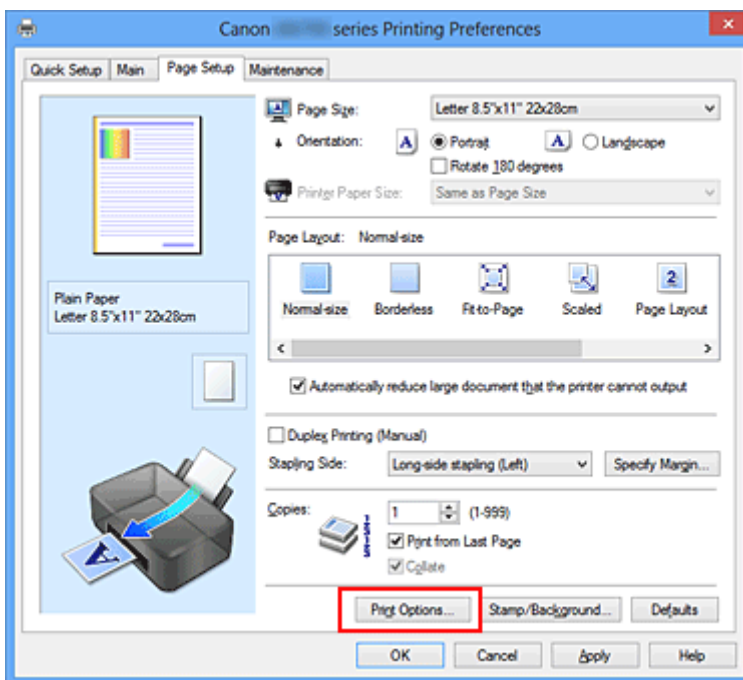 Canon series Printing Preferences
Quick Setup Main Page Setup Maintenance
Page Size: Letter 8.5"x11" 22x28cm
Orientation: A Portrait A Landscape
Rotate 180 degrees
Printer Paper Size: Same as Page Size
Page Layout: Normal-size
2
Normal-size Borderless Fit-to-Page Scaled Page Layout
Plain Paper
Letter 8.5"x11" 22x28cm
Automatically reduce large document that the printer cannot output
Duplex Printing (Manual)
Stapling Side: Long-side stapling (Left) Specify Margin...
Copies: 1 (1-999)
Print from Last Page
Collate
A
Print Options... Stamp/Background... Defaults
OK Cancel Apply Help